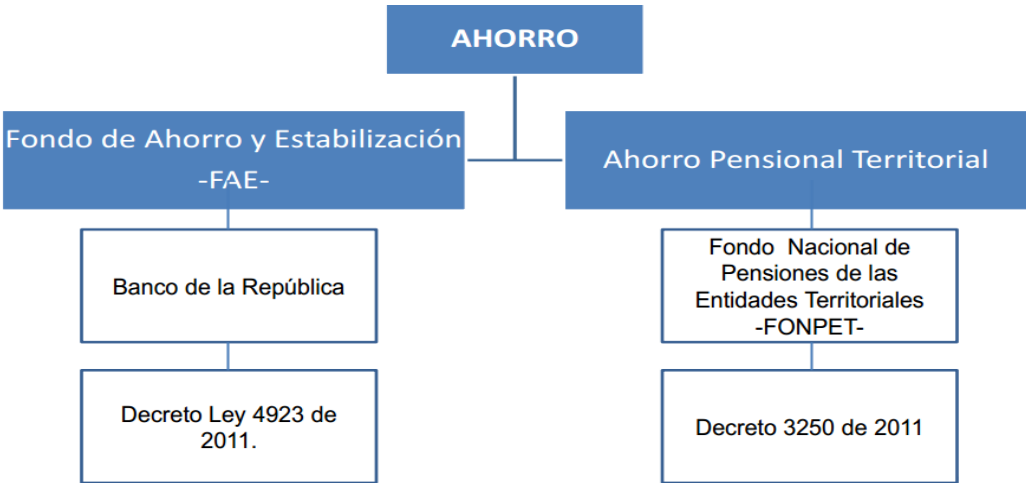 AHORRO
Fondo de Ahorro y Estabilización
-FAE-
Ahorro Pensional Territorial
Banco de la República
Fondo Nacional de
Pensiones de las
Entidades Territoriales
-FONPET-
Decreto Ley 4923 de
2011.
Decreto 3250 de 2011